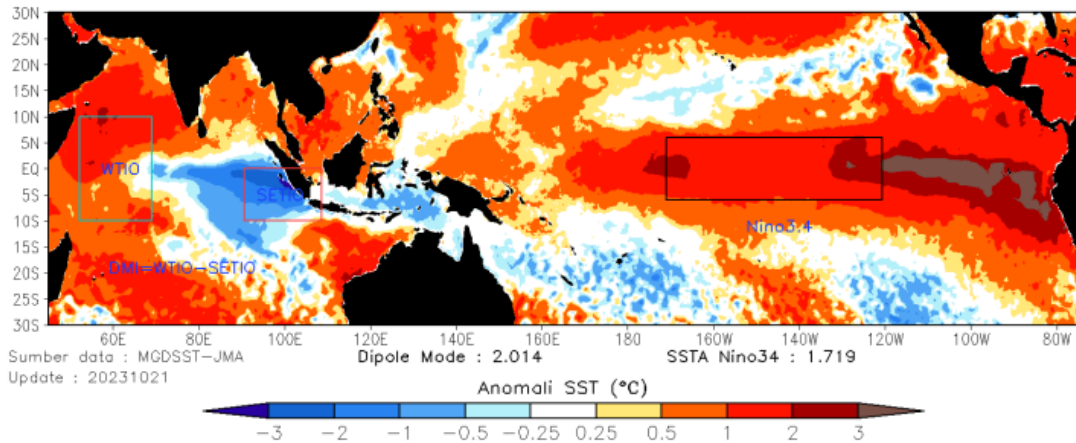 30N
25N
20N
15N
10N
5N
EQ
5S
10S
15S
20S
25S
30S
WTIO
SETIO
Nino3.4
DMI=WTIO-SETIO
60E 80E 100E 120E 140E 160E 180 160W 140W 120W 100W 80W
Sumber data : MGDSST-JMA Dipole Mode : 2.014 SSTA Nino34 : 1.719
Update : 20231021
Anomali SST (°C)
-3 -2 -1 -0.5 -0.25 0.25 0.5 1 2 3